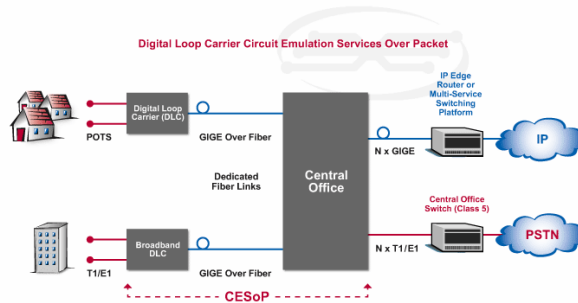 Digital Loop Carrier Circuit Emulation Services Over Packet
IP Edge
Router or
Multi-Service
Switching
Platform
Digital Loop
Carrier (DLC)
POTS
GIGE Over Fiber
N x GIGE
IP
Dedicated
Fiber Links
Central
Office
Central Office
Switch (Class 5)
Broadband
DLC
T1/E1
GIGE Over Fiber
N x T1/E1
PSTN
CESoP